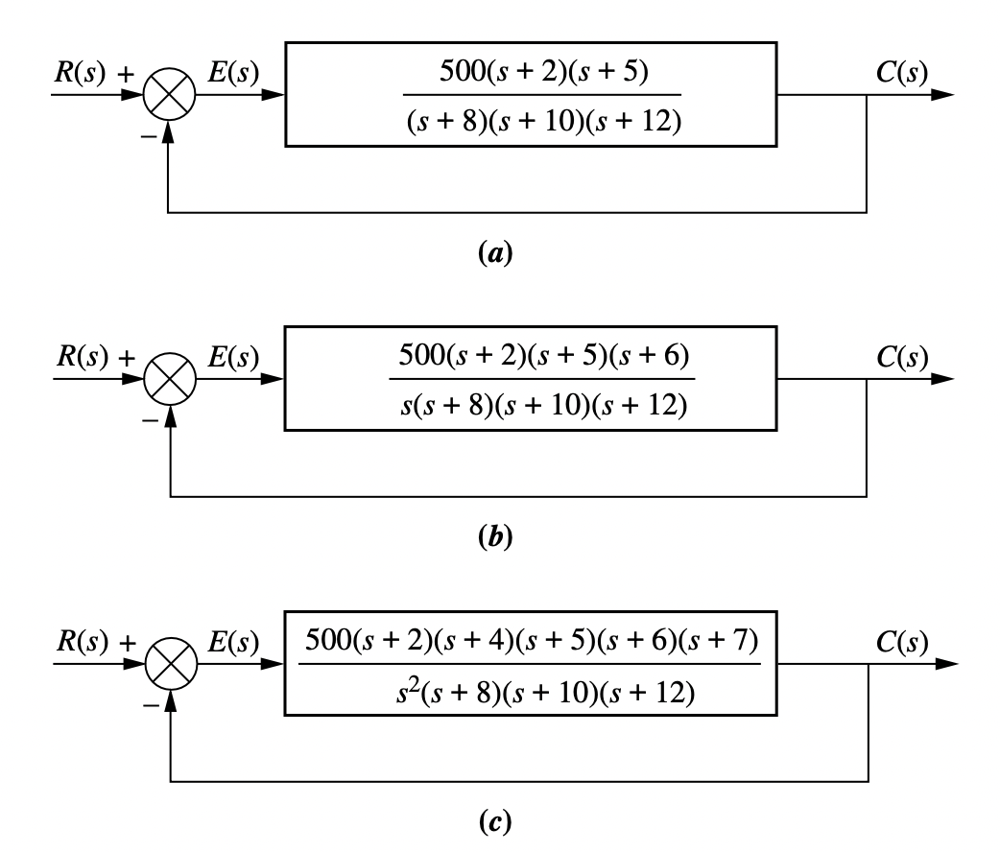 R(s) + E(s) 500(s + 2)(s + 5) C(s)
(s + 8)(s + 10)(s + 12)
−
(a)
R(s) + E(s) 500(s + 2)(s + 5)(s + 6) C(s)
s(s + 8)(s + 10)(s + 12)
−
(b)
R(s) + E(s) 500(s + 2)(s + 4)(s + 5)(s + 6)(s + 7) C(s)
s²(s + 8)(s + 10)(s + 12)
−
(c)